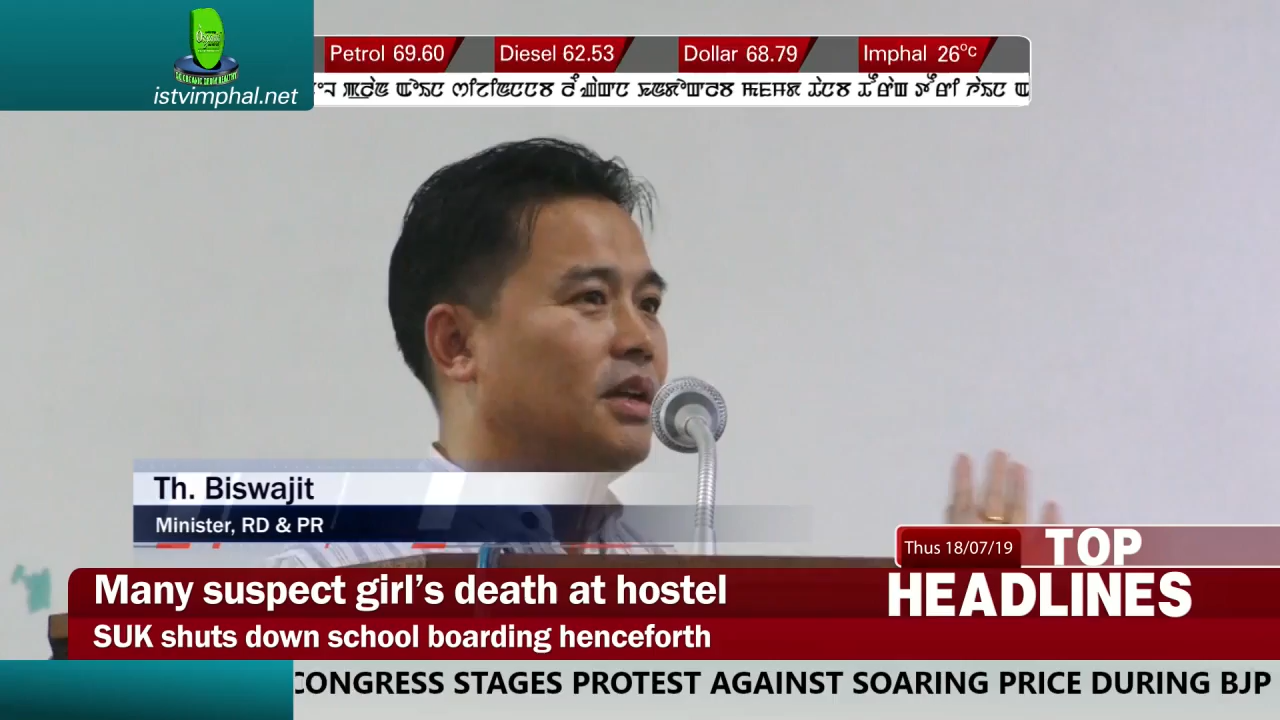 Petrol 69.60 Diesel 62.53 Dollar 68.79 Imphal 26°C
istvimphal.net
Th. Biswajit
Minister, RD & PR
Thus 18/07/19
TOP
HEADLINES
Many suspect girl's death at hostel
SUK shuts down school boarding henceforth
CONGRESS STAGES PROTEST AGAINST SOARING PRICE DURING BJP